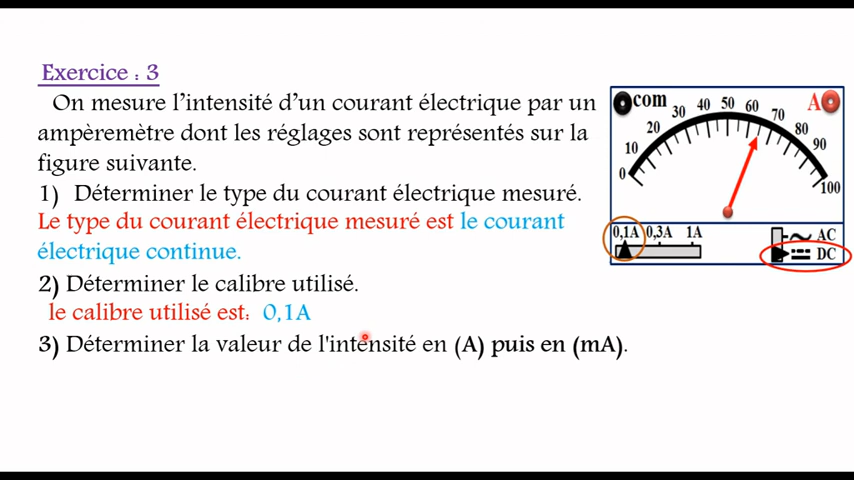 Exercice : 3
On mesure l'intensité d'un courant électrique par un
ampèremètre dont les réglages sont représentés sur la
figure suivante.
1) Déterminer le type du courant électrique mesuré.
Le type du courant électrique mesuré est le courant
électrique continue.
2) Déterminer le calibre utilisé.
le calibre utilisé est: 0,1A
3) Déterminer la valeur de l'intensité en (A) puis en (mA).
com A
0 10 20 30 40 50 60 70 80 90 100
0,1A 0,3A 1A
AC
DC